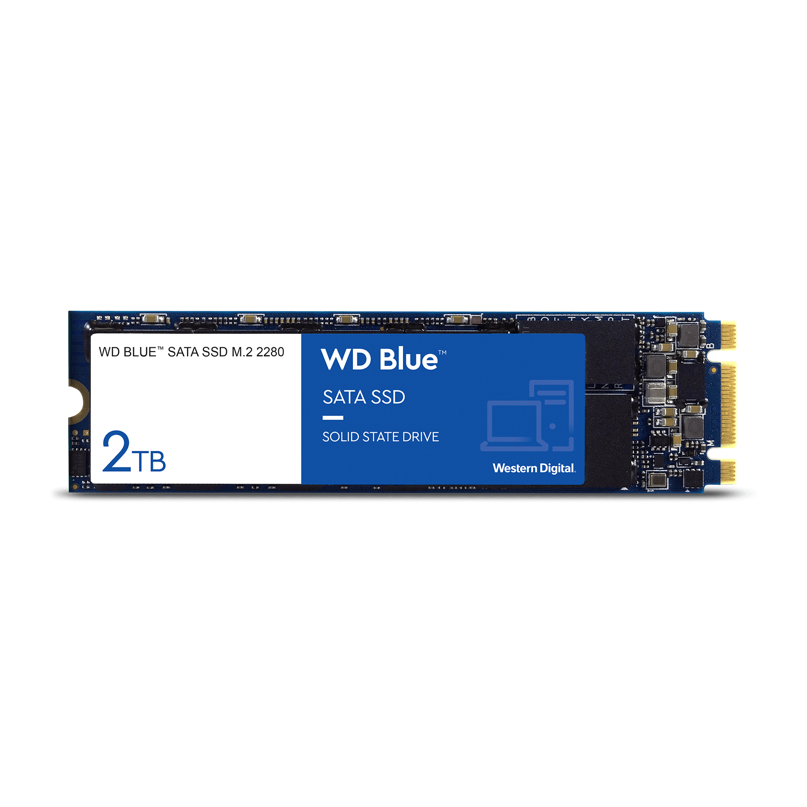 WD BLUE™ SATA SSD M.2 2280
2TB
WD Blue™
SATA SSD
SOLID STATE DRIVE
Western Digital.
B
M